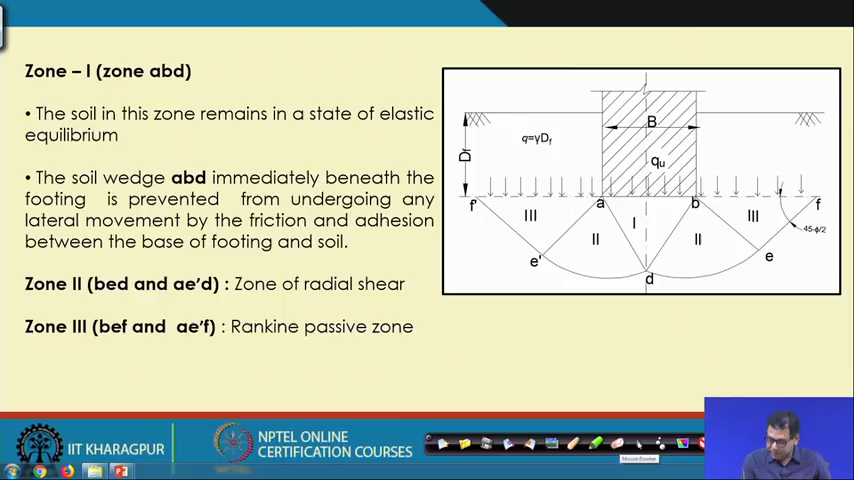 Zone – I (zone abd)
• The soil in this zone remains in a state of elastic
equilibrium
• The soil wedge abd immediately beneath the
footing is prevented from undergoing any
lateral movement by the friction and adhesion
between the base of footing and soil.
Zone II (bed and ae’d) : Zone of radial shear
Zone III (bef and ae’f) : Rankine passive zone
B
q=γDf
Df
qu
f'
a
b
f
III
I
III
45-ϕ/2
II
II
e'
e
d
IIT KHARAGPUR
NPTEL ONLINE
CERTIFICATION COURSES